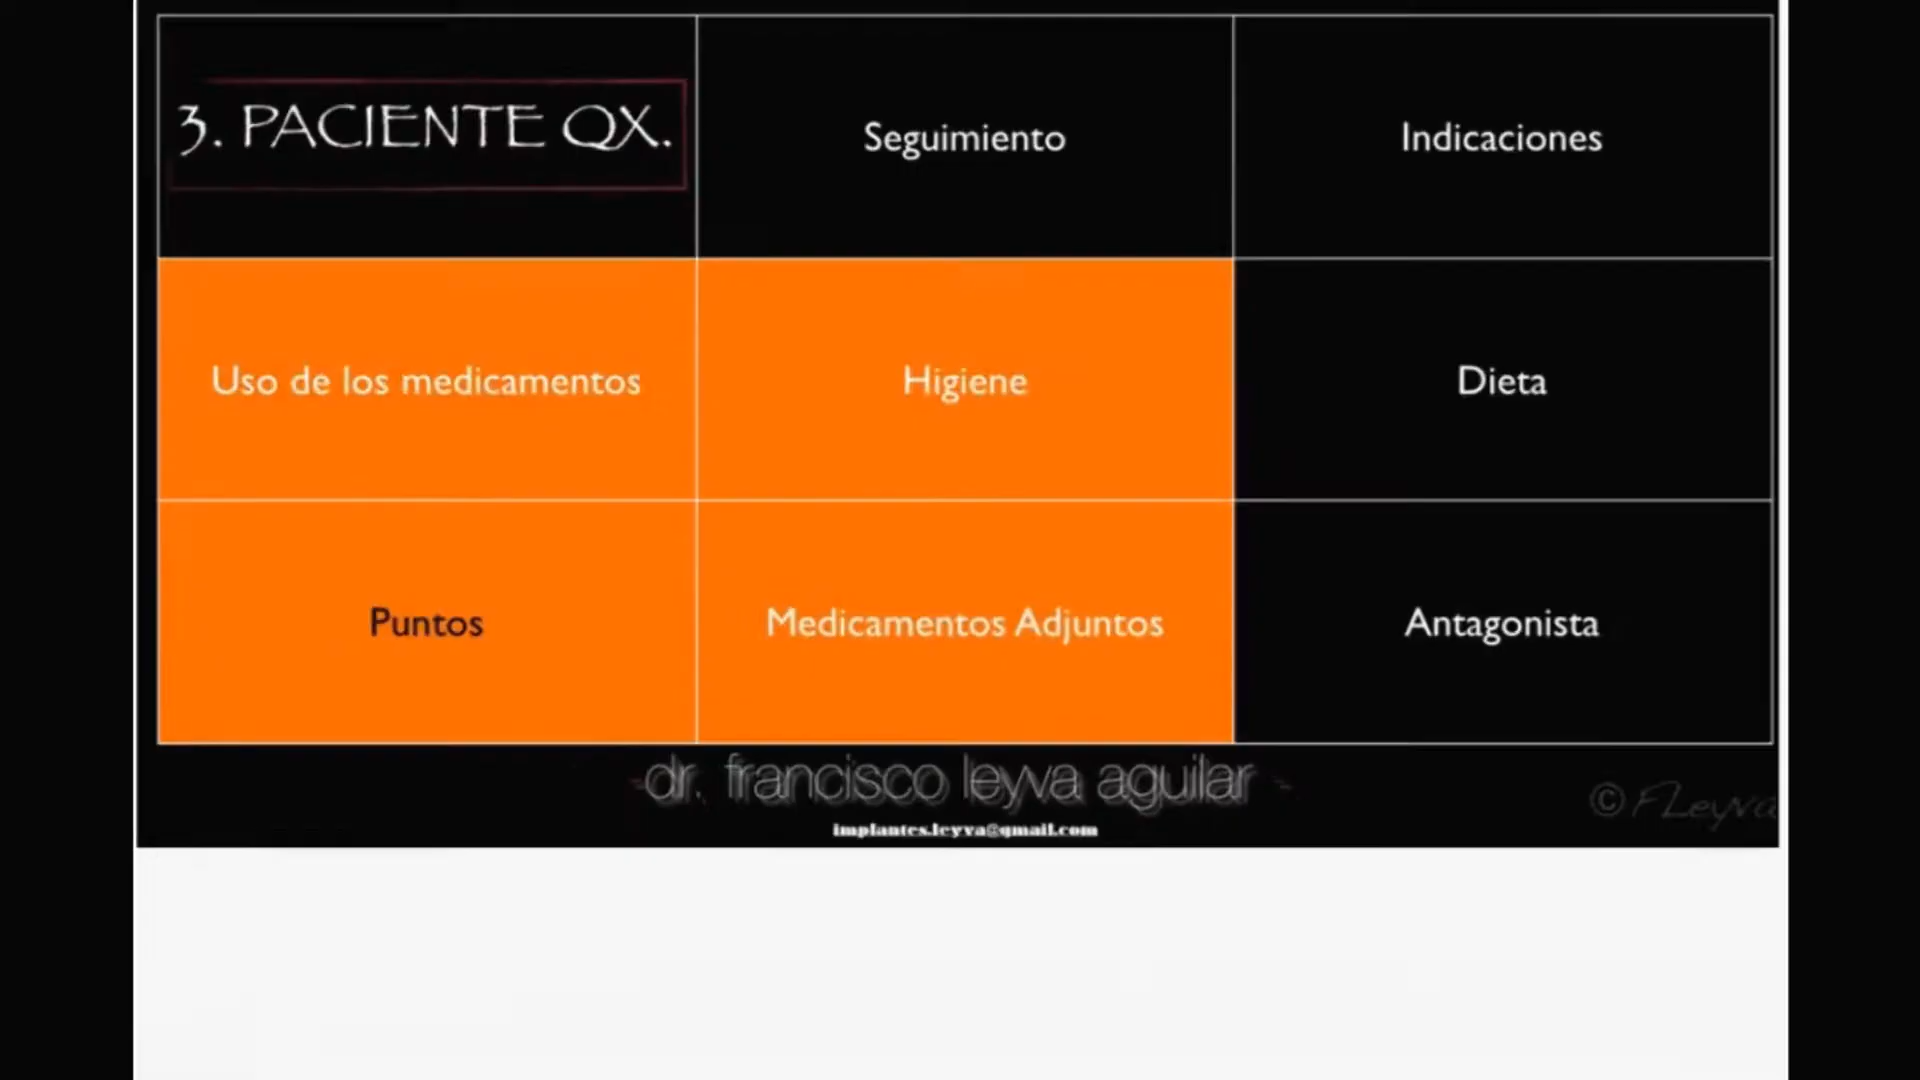 3. PACIENTE QX.
Seguimiento
Indicaciones
Uso de los medicamentos
Higiene
Dieta
Puntos
Medicamentos Adjuntos
Antagonista
dr. francisco leyva aguilar
implantes.leyva@gmail.com
© FLeyva